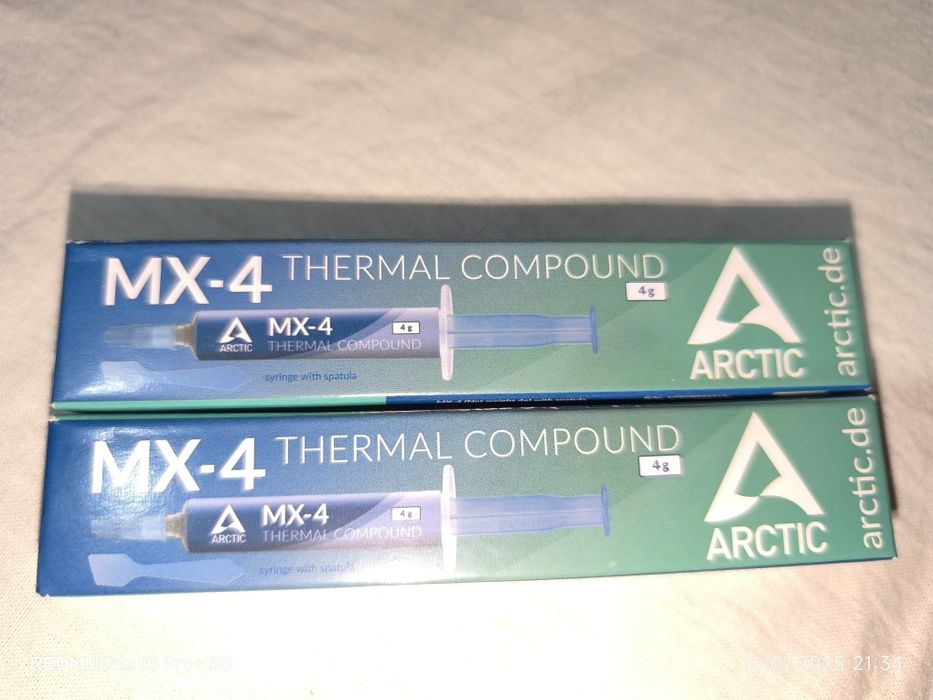 MX-4 THERMAL COMPOUND
4g
MX-4
4g
THERMAL COMPOUND
ARCTIC
syringe with spatula
ARCTIC
arctic.de
MX-4 THERMAL COMPOUND
4g
MX-4
4g
THERMAL COMPOUND
ARCTIC
syringe with spatula
ARCTIC
arctic.de
REDMI Note 13 Pro+ 5G
.07.2025 21:34